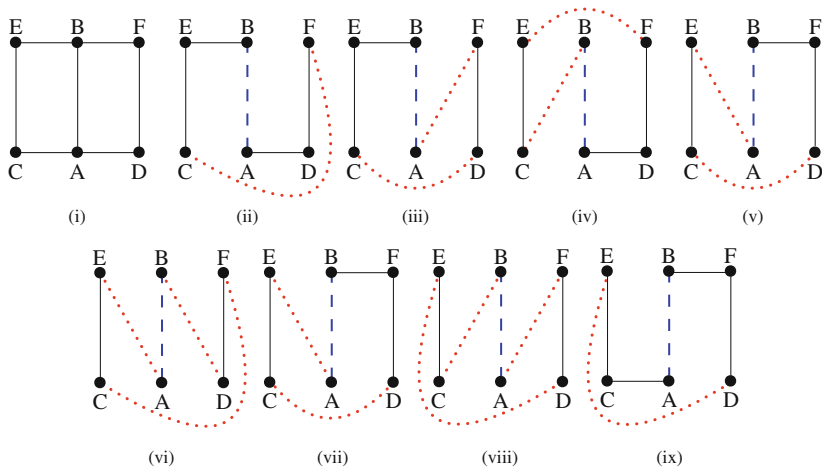 E B F E B F E B F E B F E B F
C A D C A D C A D C A D C A D
(i) (ii) (iii) (iv) (v)
E B F E B F E B F E B F
C A D C A D C A D C A D
(vi) (vii) (viii) (ix)